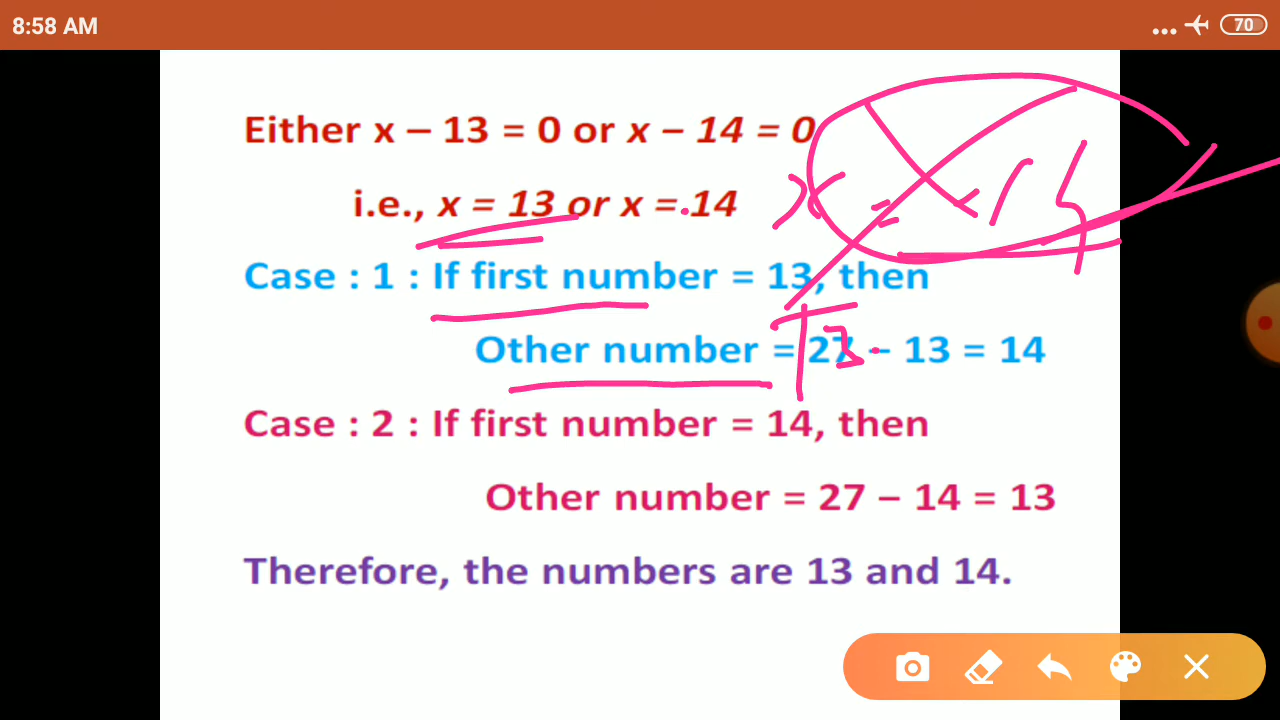 8:58 AM
70
Either x – 13 = 0 or x – 14 = 0
i.e., x = 13 or x = 14
Case : 1 : If first number = 13, then
Other number = 27 – 13 = 14
Case : 2 : If first number = 14, then
Other number = 27 – 14 = 13
Therefore, the numbers are 13 and 14.